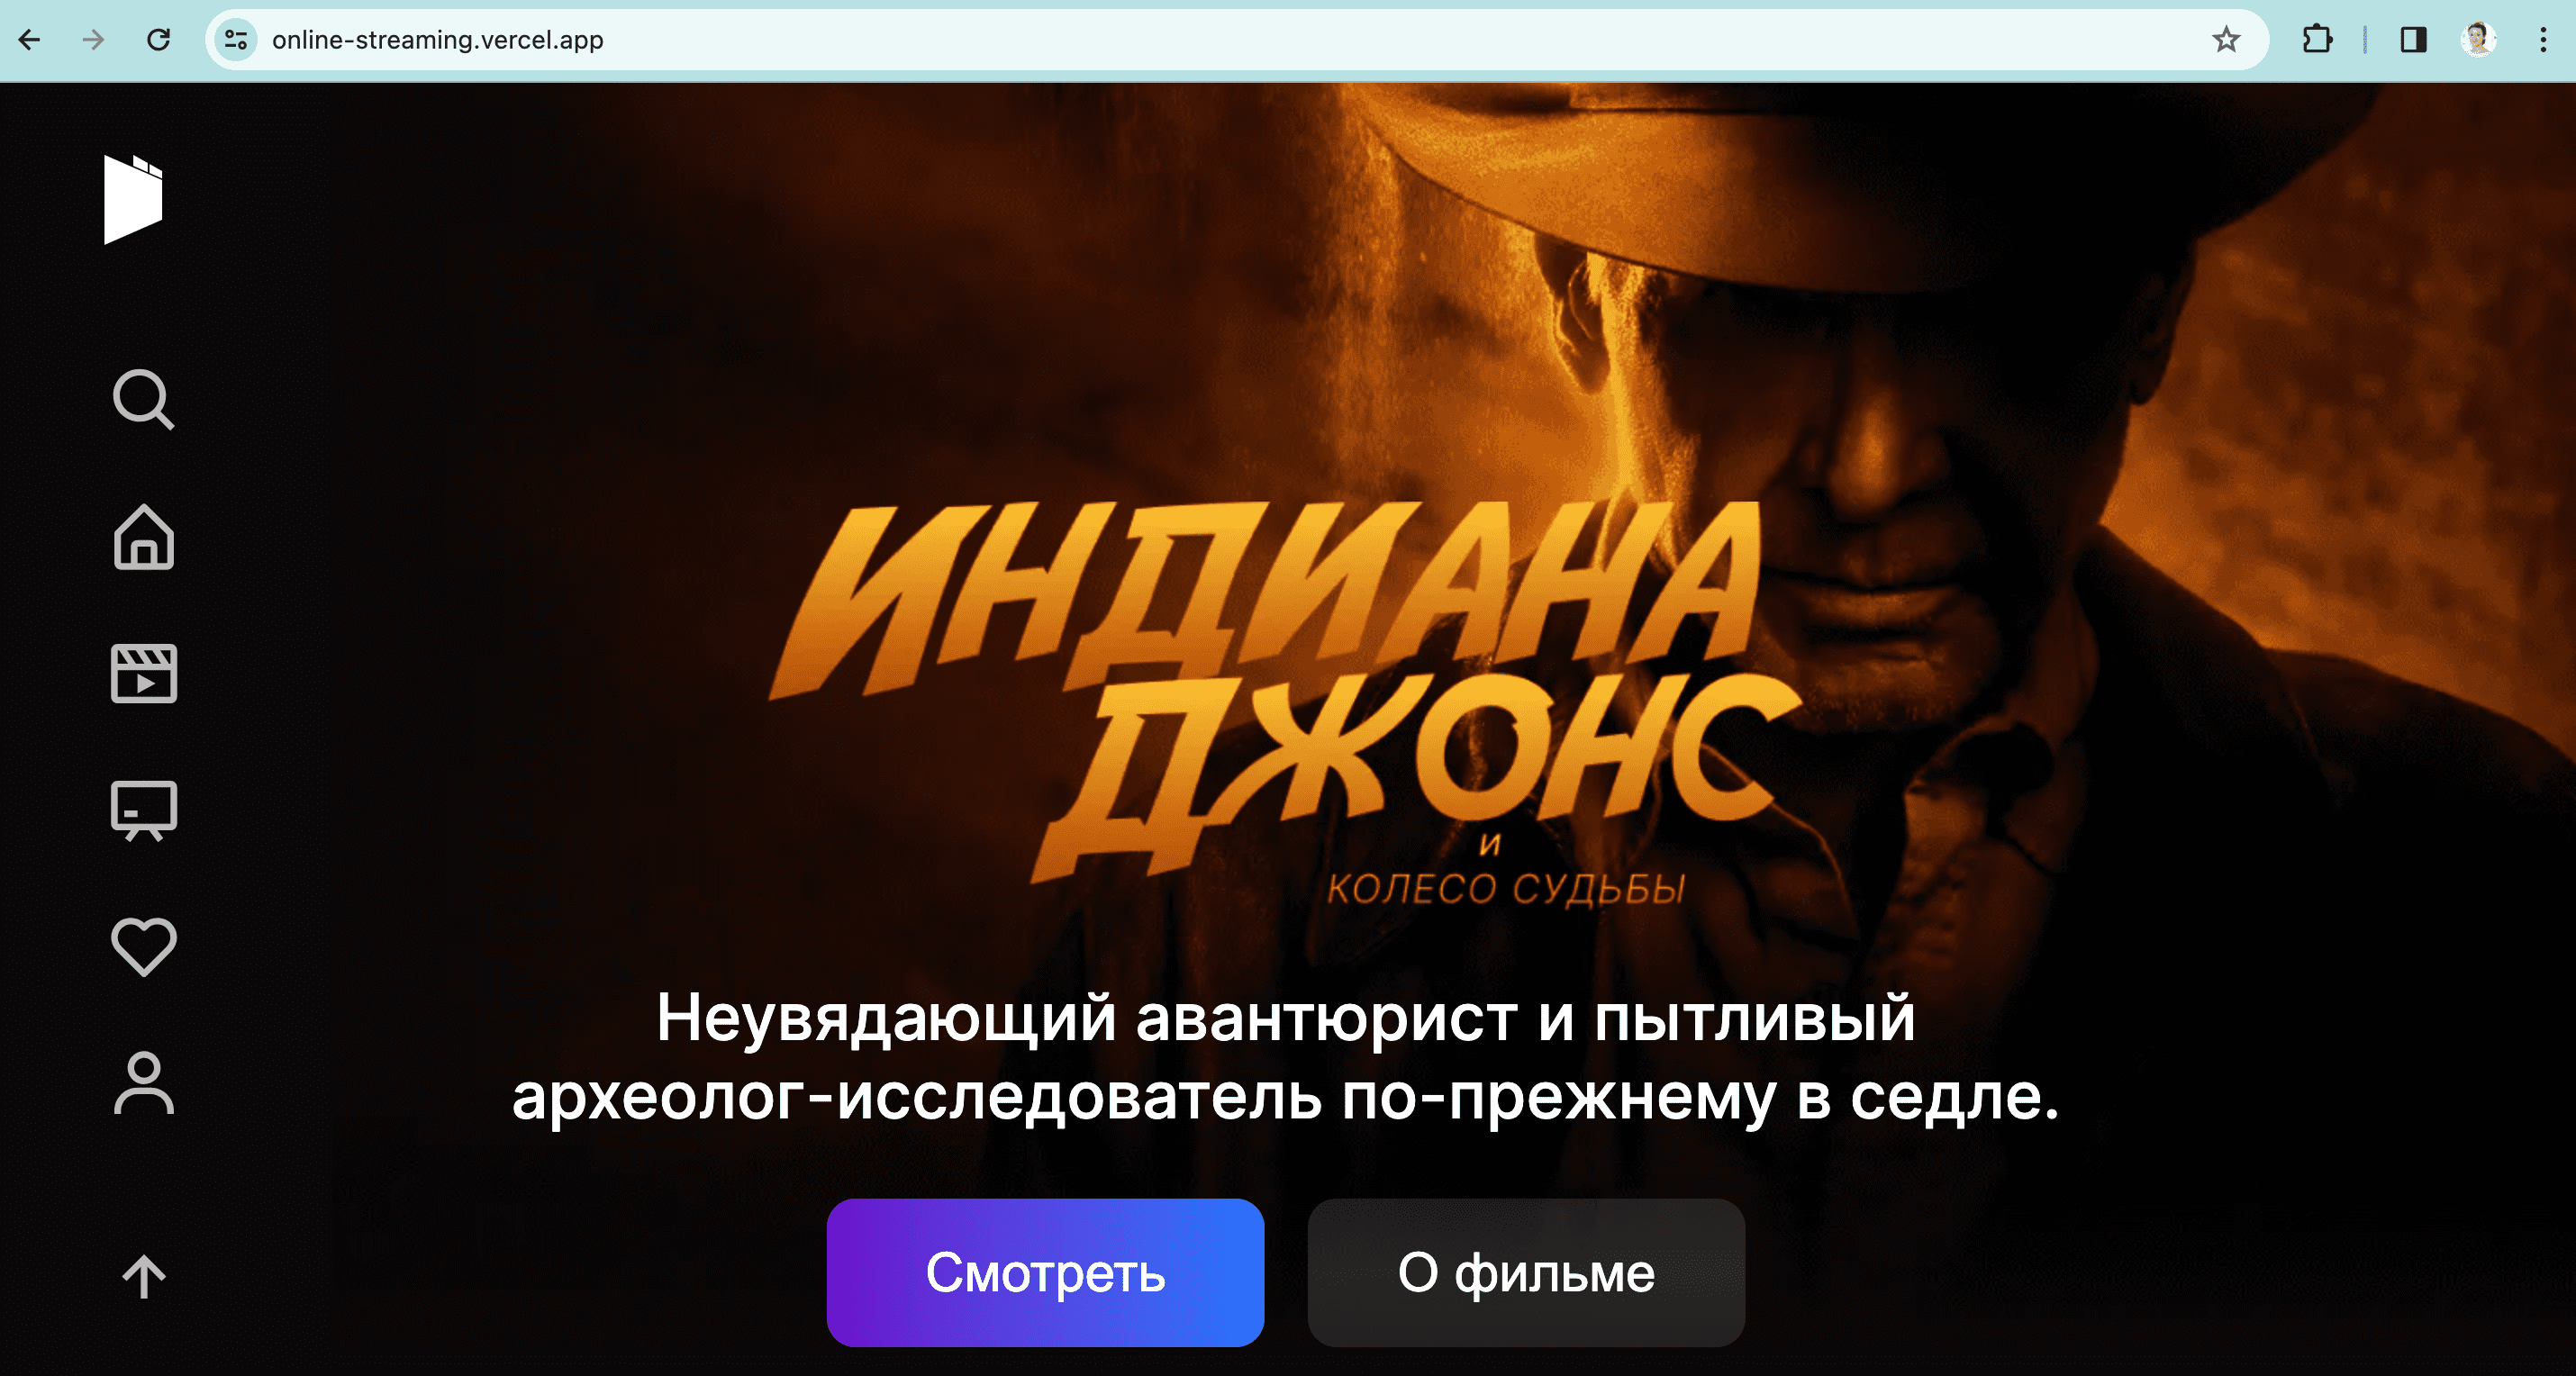 online-streaming.vercel.app
ИНДИАНА
ДЖОНС
И
КОЛЕСО СУДЬБЫ
Неувядающий авантюрист и пытливый
археолог-исследователь по-прежнему в седле.
Смотреть
О фильме